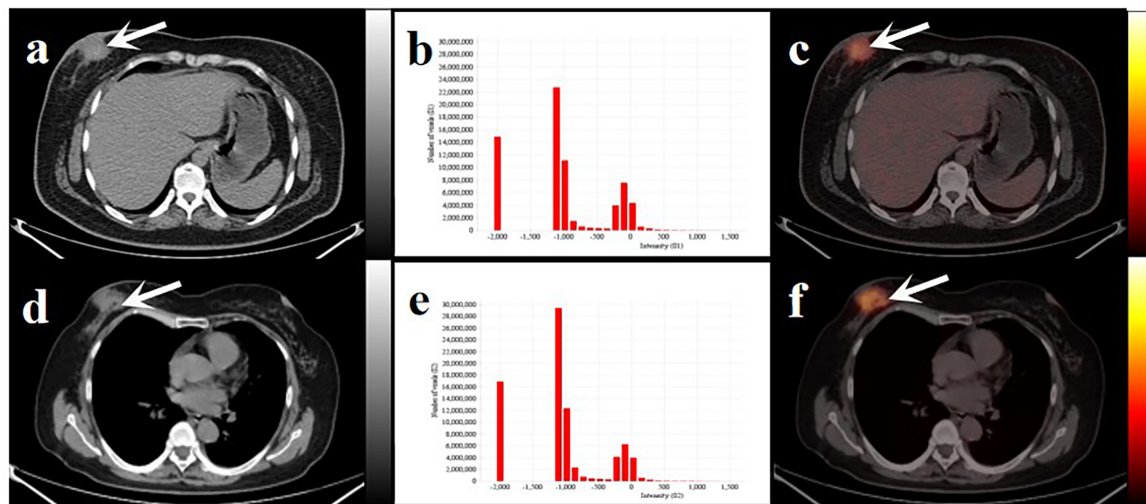 a
b
c
30,000,000
28,000,000
26,000,000
24,000,000
22,000,000
20,000,000
18,000,000
16,000,000
14,000,000
12,000,000
10,000,000
8,000,000
6,000,000
4,000,000
2,000,000
0
Number of voxels (I1)
-2,000 -1,500 -1,000 -500 0 500 1,000 1,500
Intensity (I1)
d
e
f
30,000,000
28,000,000
26,000,000
24,000,000
22,000,000
20,000,000
18,000,000
16,000,000
14,000,000
12,000,000
10,000,000
8,000,000
6,000,000
4,000,000
2,000,000
0
Number of voxels (I2)
-2,000 -1,500 -1,000 -500 0 500 1,000 1,500
Intensity (I2)